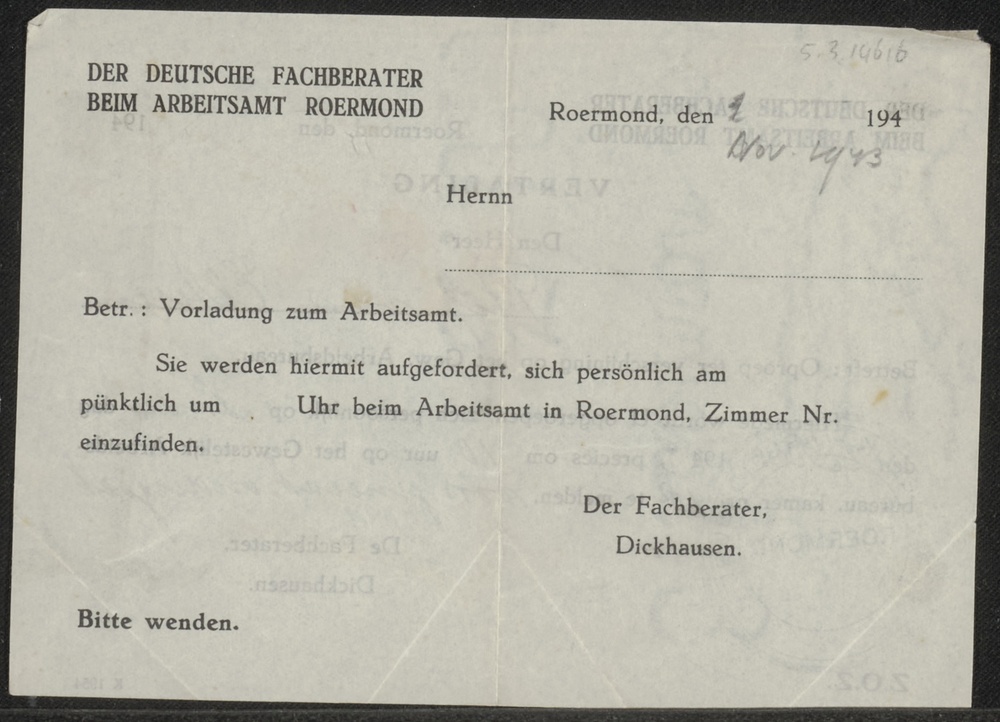 5.3.14616
DER DEUTSCHE FACHBERATER
BEIM ARBEITSAMT ROERMOND
Roermond, den 1 194
Nov. 1943
Hernn
Betr. : Vorladung zum Arbeitsamt.
Sie werden hiermit aufgefordert, sich persönlich am
pünktlich um Uhr beim Arbeitsamt in Roermond, Zimmer Nr.
einzufinden.
Der Fachberater,
Dickhausen.
Bitte wenden.